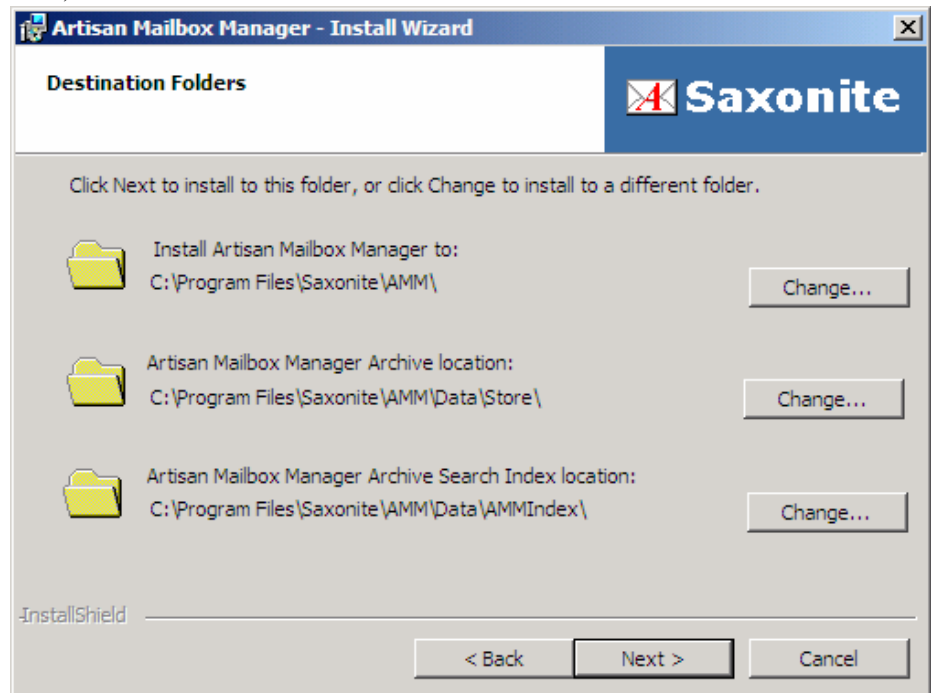 Artisan Mailbox Manager - Install Wizard
Destination Folders
Saxonite
Click Next to install to this folder, or click Change to install to a different folder.
Install Artisan Mailbox Manager to:
C:\Program Files\Saxonite\AMM\
Change...
Artisan Mailbox Manager Archive location:
C:\Program Files\Saxonite\AMM\Data\Store\
Change...
Artisan Mailbox Manager Archive Search Index location:
C:\Program Files\Saxonite\AMM\Data\AMMIndex\
Change...
InstallShield
< Back Next > Cancel